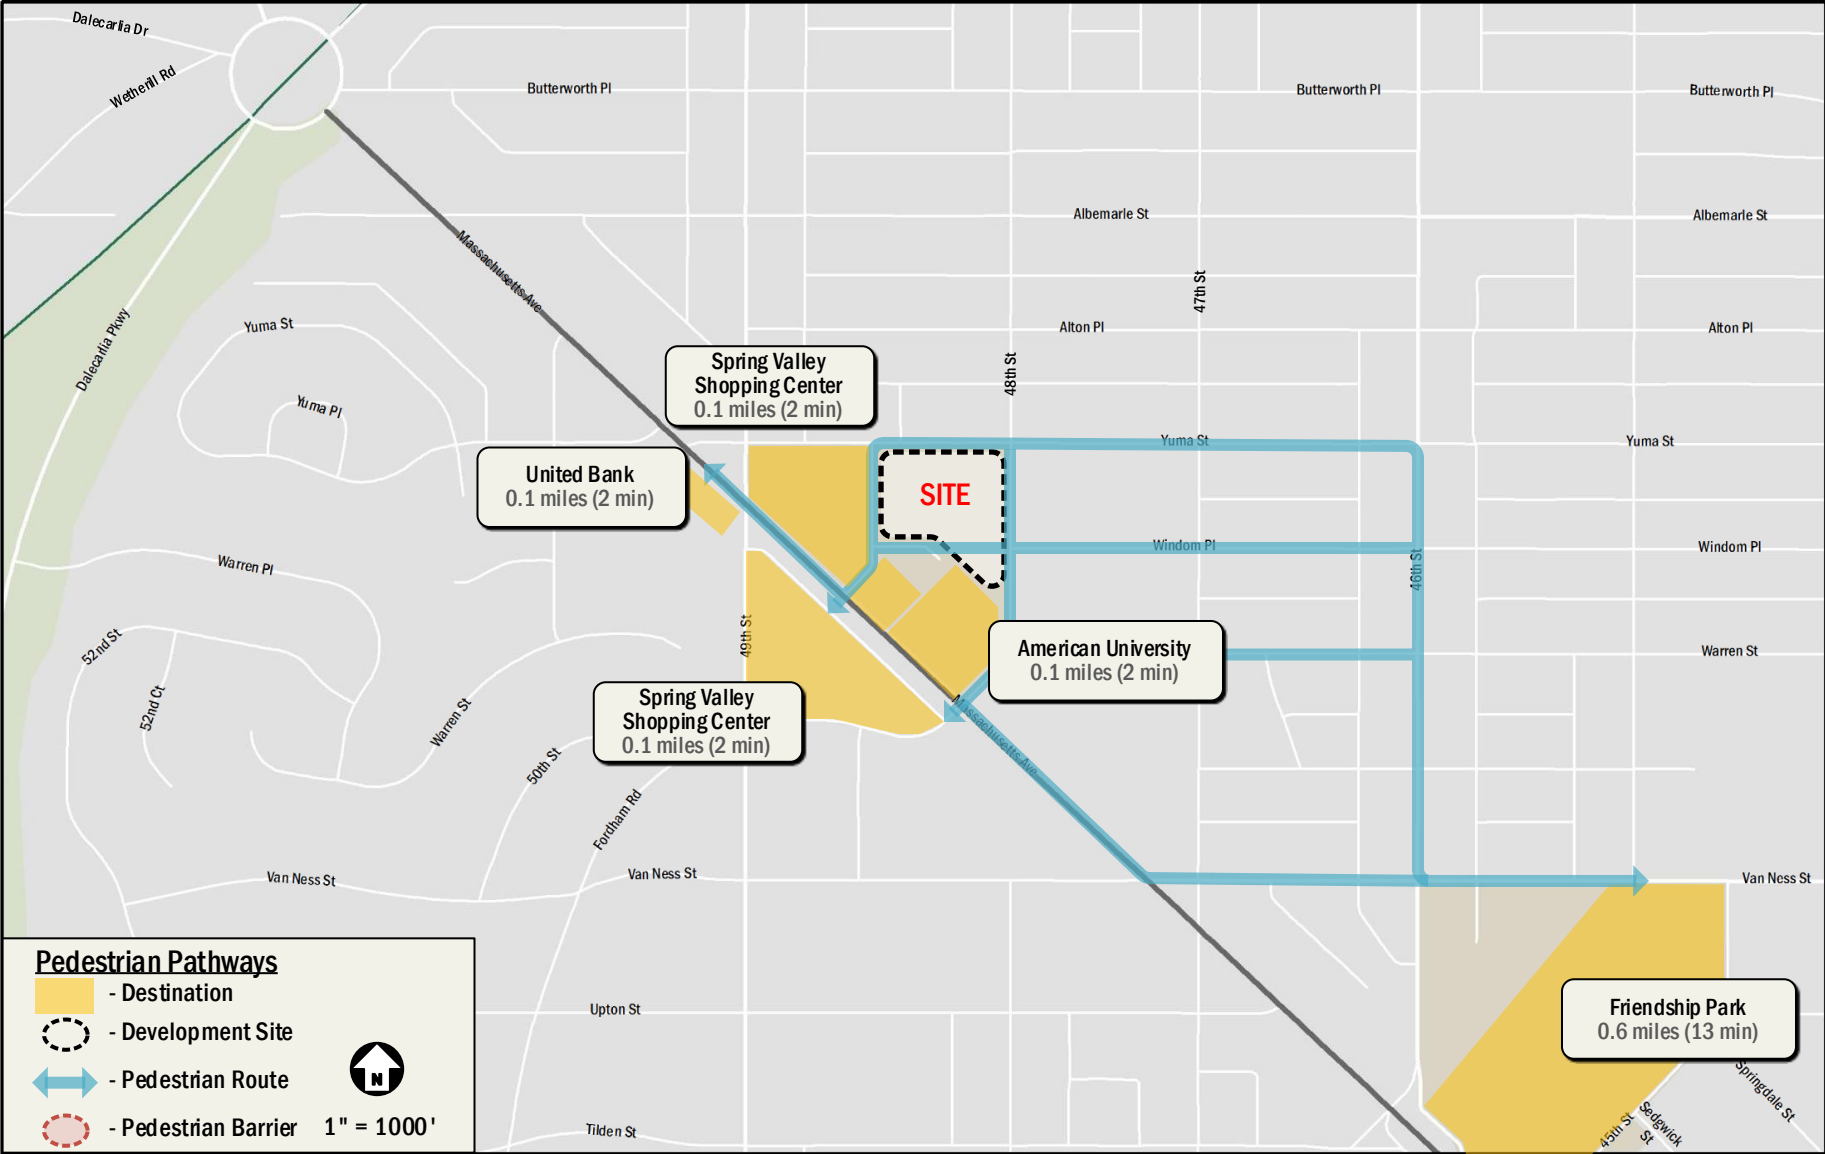 Dalecarlia Dr
Wetherill Rd
Butterworth Pl
Butterworth Pl
Butterworth Pl
Albemarle St
Albemarle St
Massachusetts Ave
47th St
Dalecarlia Pkwy
Yuma St
Alton Pl
Alton Pl
48th St
Spring Valley
Shopping Center
0.1 miles (2 min)
Yuma Pl
Yuma St
Yuma St
United Bank
0.1 miles (2 min)
SITE
Windom Pl
Windom Pl
46th St
Warren Pl
49th St
52nd St
American University
0.1 miles (2 min)
Warren St
52nd Ct
Warren St
Spring Valley
Shopping Center
0.1 miles (2 min)
Massachusetts Ave
50th St
Fordham Rd
Van Ness St
Van Ness St
Van Ness St
Pedestrian Pathways
- Destination
- Development Site
- Pedestrian Route
- Pedestrian Barrier
N
1" = 1000'
Upton St
Friendship Park
0.6 miles (13 min)
Springdale St
Tilden St
45th St
Sedgwick
St